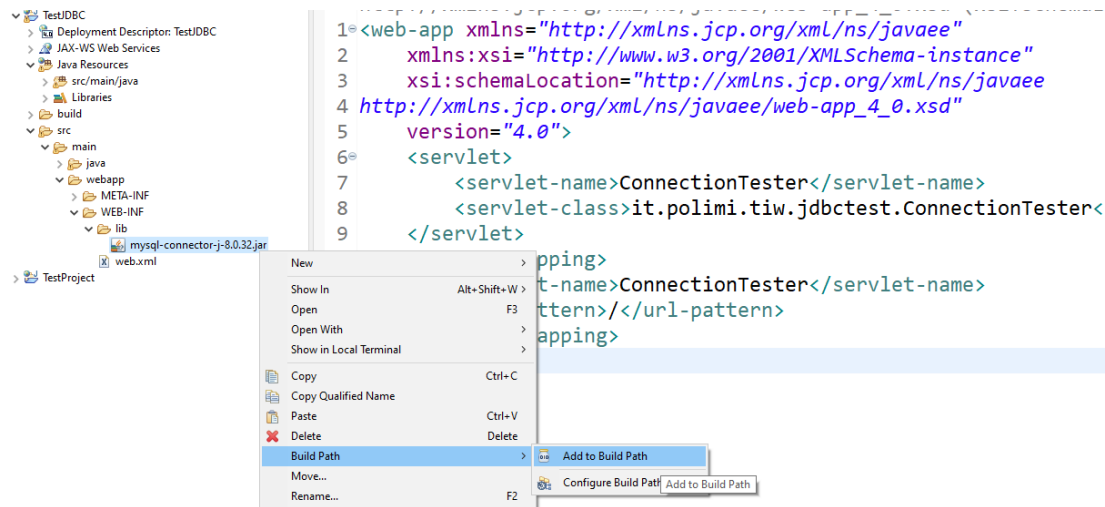 TestJDBC
Deployment Descriptor: TestJDBC
JAX-WS Web Services
Java Resources
src/main/java
Libraries
build
src
main
java
webapp
META-INF
WEB-INF
lib
mysql-connector-j-8.0.32.jar
web.xml
TestProject
1 <web-app xmlns="http://xmlns.jcp.org/xml/ns/javaee"
2 xmlns:xsi="http://www.w3.org/2001/XMLSchema-instance"
3 xsi:schemaLocation="http://xmlns.jcp.org/xml/ns/javaee
4 http://xmlns.jcp.org/xml/ns/javaee/web-app_4_0.xsd"
5 version="4.0">
6 <servlet>
7 <servlet-name>ConnectionTester</servlet-name>
8 <servlet-class>it.polimi.tiw.jdbctest.ConnectionTester<
9 </servlet>
pping>
t-name>ConnectionTester</servlet-name>
ttern>/</url-pattern>
apping>
New
Show In Alt+Shift+W
Open F3
Open With
Show in Local Terminal
Copy Ctrl+C
Copy Qualified Name
Paste Ctrl+V
Delete Delete
Build Path
Move...
Rename... F2
Add to Build Path
Configure Build Path
Add to Build Path